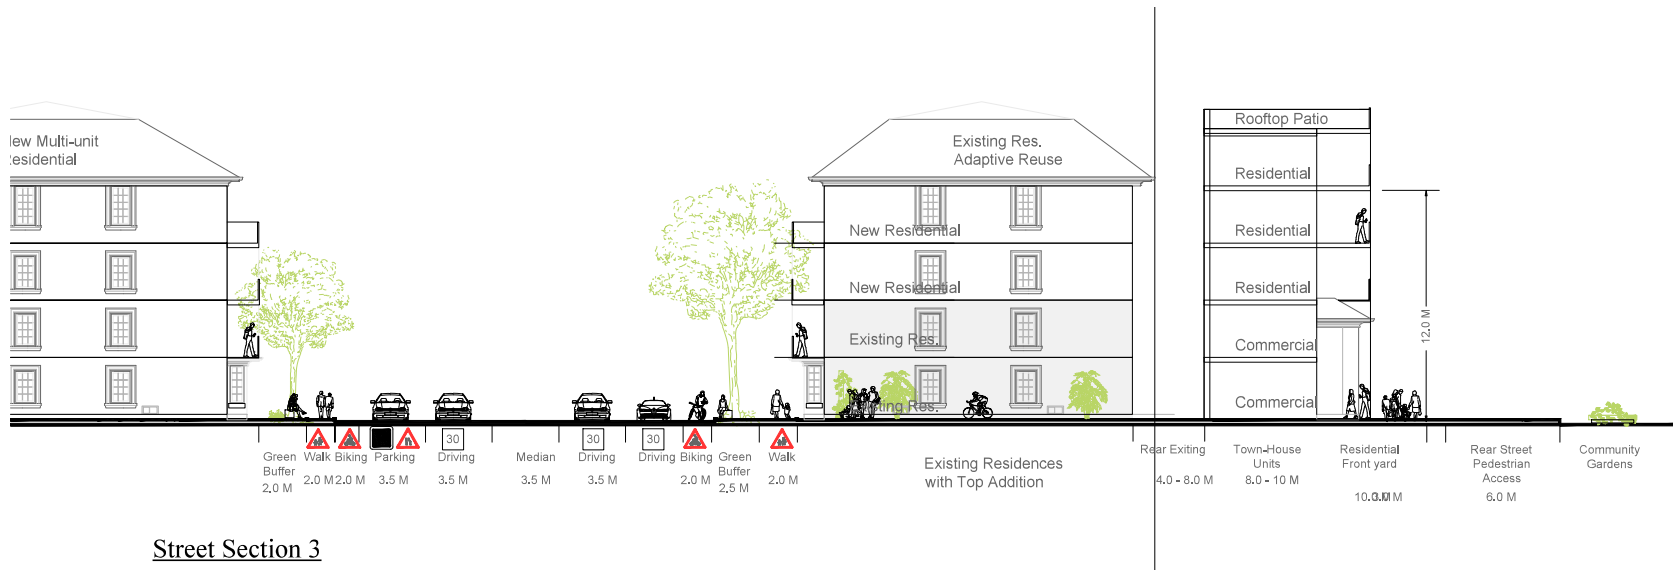 New Multi-unit
Residential
Existing Res.
Adaptive Reuse
Rooftop Patio
Residential
New Residential
Residential
New Residential
Residential
Existing Res.
Commercial
Existing Res.
Commercial
12.0 M
30
30
30
Green
Buffer
2.0 M
Walk
2.0 M
Biking
2.0 M
Parking
3.5 M
Driving
3.5 M
Median
3.5 M
Driving
3.5 M
Driving
Biking
2.0 M
Green
Buffer
2.5 M
Walk
2.0 M
Existing Residences
with Top Addition
Rear Exiting
4.0 - 8.0 M
Town-House
Units
8.0 - 10 M
Residential
Front yard
Rear Street
Pedestrian
Access
6.0 M
Community
Gardens
Street Section 3